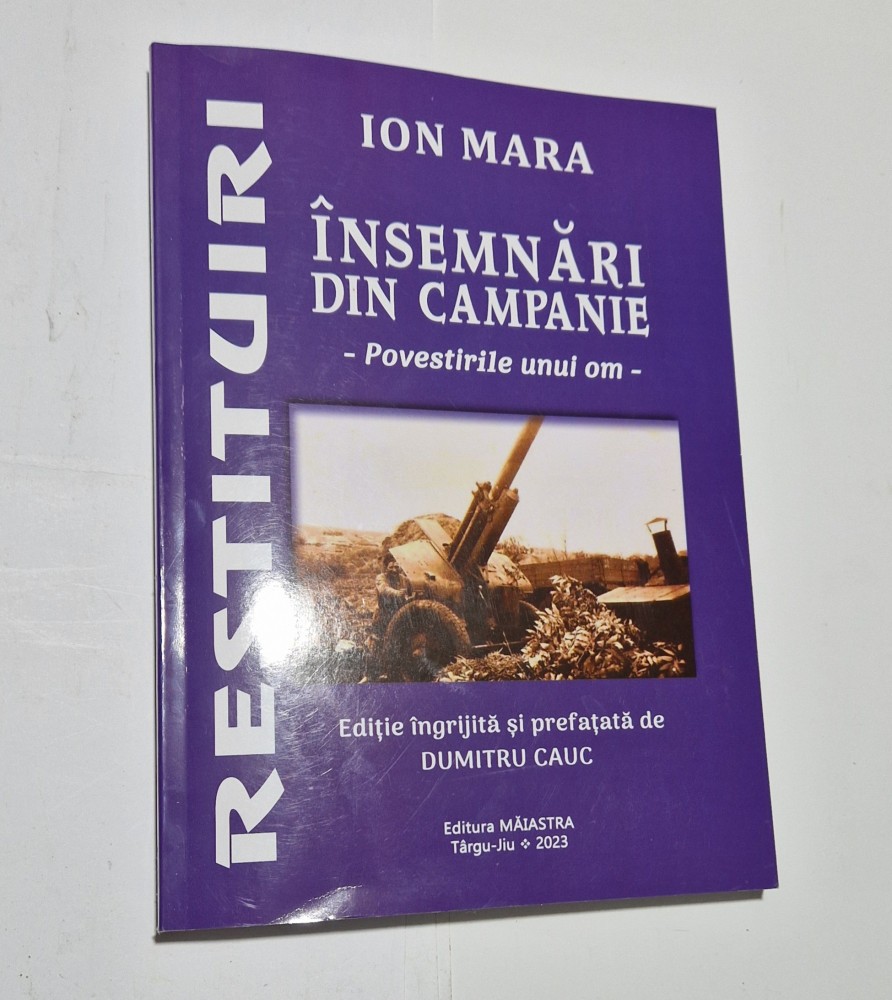 RESTITUIRI
ION MARA
ÎNSEMNĂRI
DIN CAMPANIE
- Povestirile unui om -
Ediție îngrijită și prefațată de
DUMITRU CAUC
Editura MĂIASTRA
Târgu-Jiu ❖ 2023